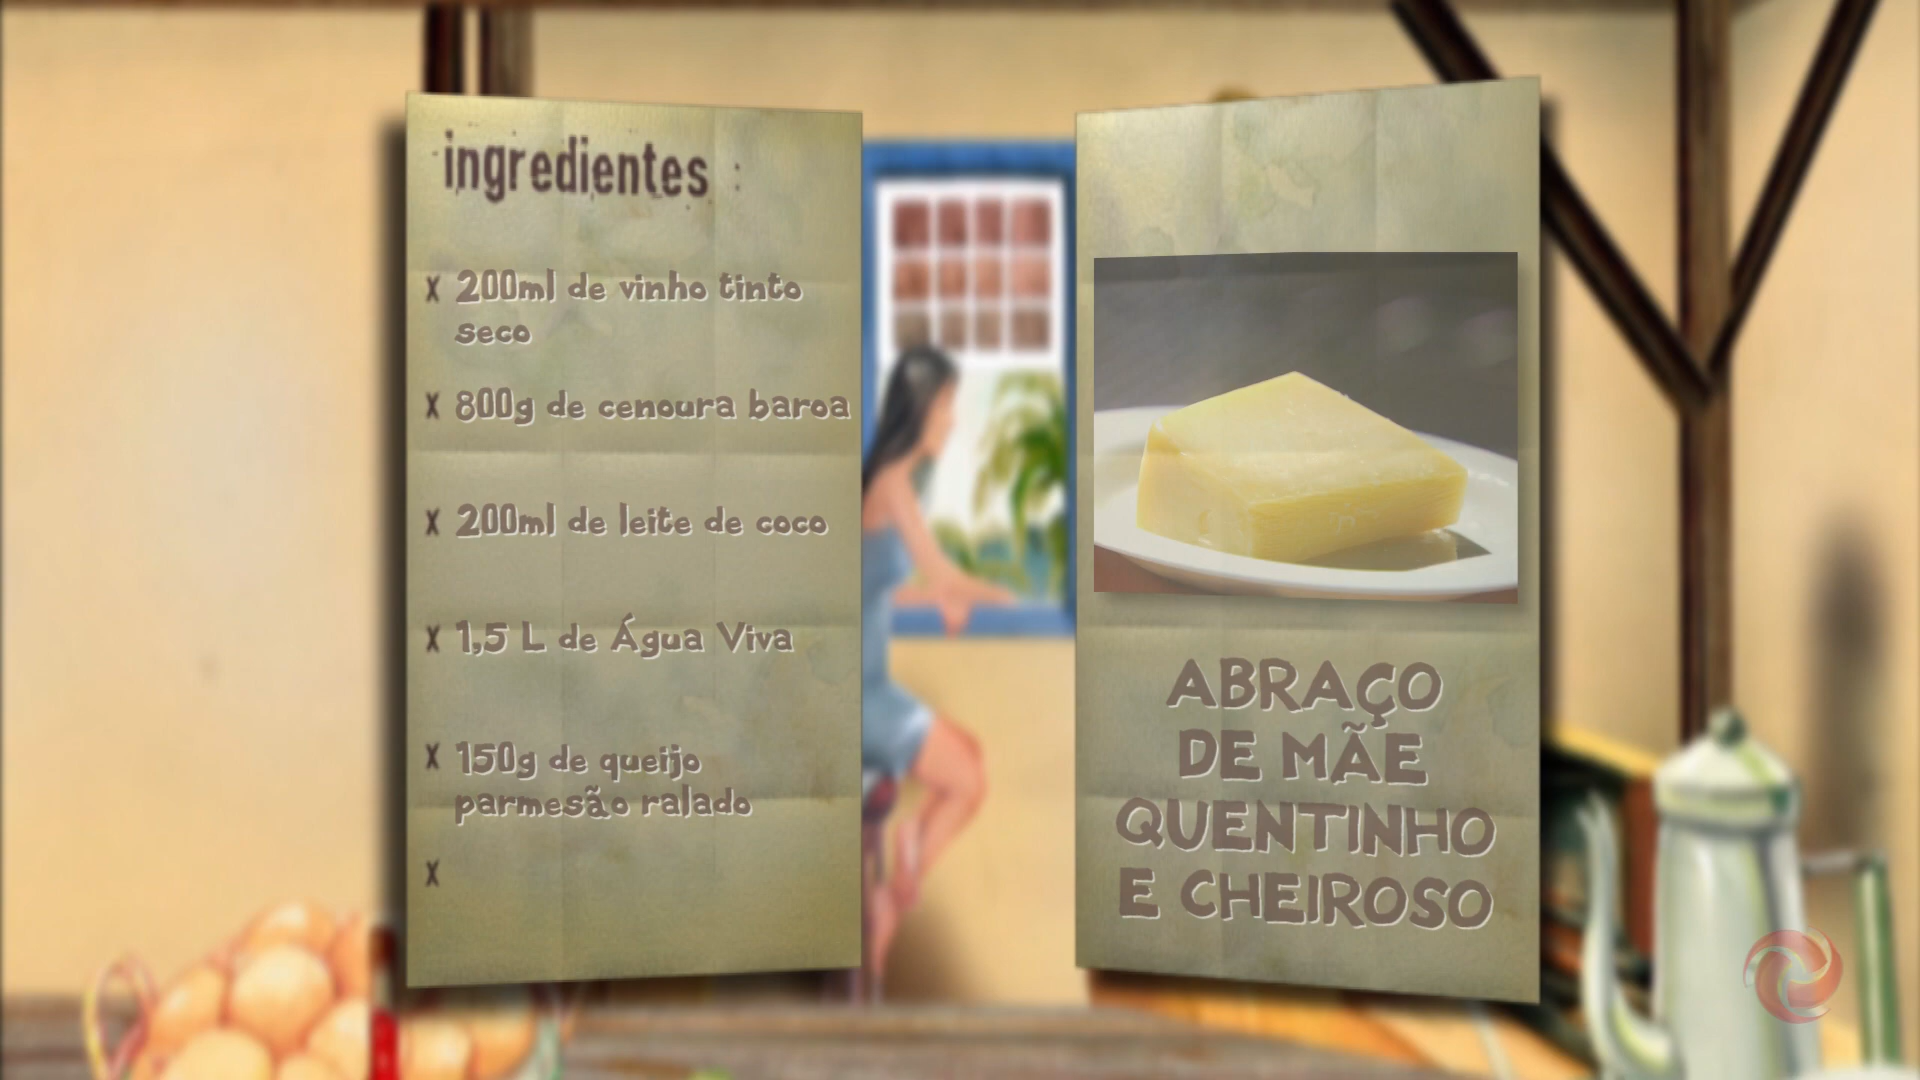 ingredientes :
x 200ml de vinho tinto
seco
x 800g de cenoura baroa
x 200ml de leite de coco
x 1,5 L de Água Viva
x 150g de queijo
parmesão ralado
x
ABRAÇO
DE MÃE
QUENTINHO
E CHEIROSO